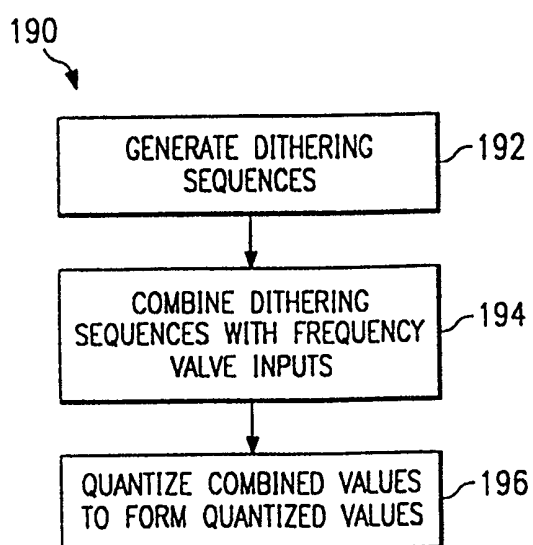 190
GENERATE DITHERING
SEQUENCES
192
COMBINE DITHERING
SEQUENCES WITH FREQUENCY
VALVE INPUTS
194
QUANTIZE COMBINED VALUES
TO FORM QUANTIZED VALUES
196